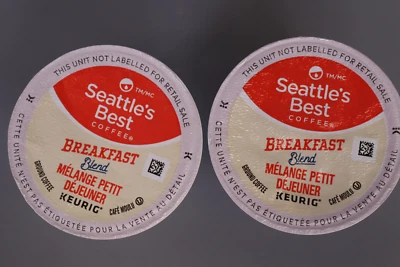 THIS UNIT NOT LABELLED FOR RETAIL SALE
TM/MC
Seattle's
Best
COFFEE®
BREAKFAST
Blend
MÉLANGE PETIT
DÉJEUNER
KEURIG®
GROUND COFFEE
CAFÉ MOULU
U
K
K
CETTE UNITÉ N'EST PAS ÉTIQUETÉE POUR LA VENTE AU DÉTAIL
THIS UNIT NOT LABELLED FOR RETAIL SALE
TM/MC
Seattle's
Best
COFFEE®
BREAKFAST
Blend
MÉLANGE PETIT
DÉJEUNER
KEURIG®
GROUND COFFEE
CAFÉ MOULU
U
K
K
CETTE UNITÉ N'EST PAS ÉTIQUETÉE POUR LA VENTE AU DÉTAIL